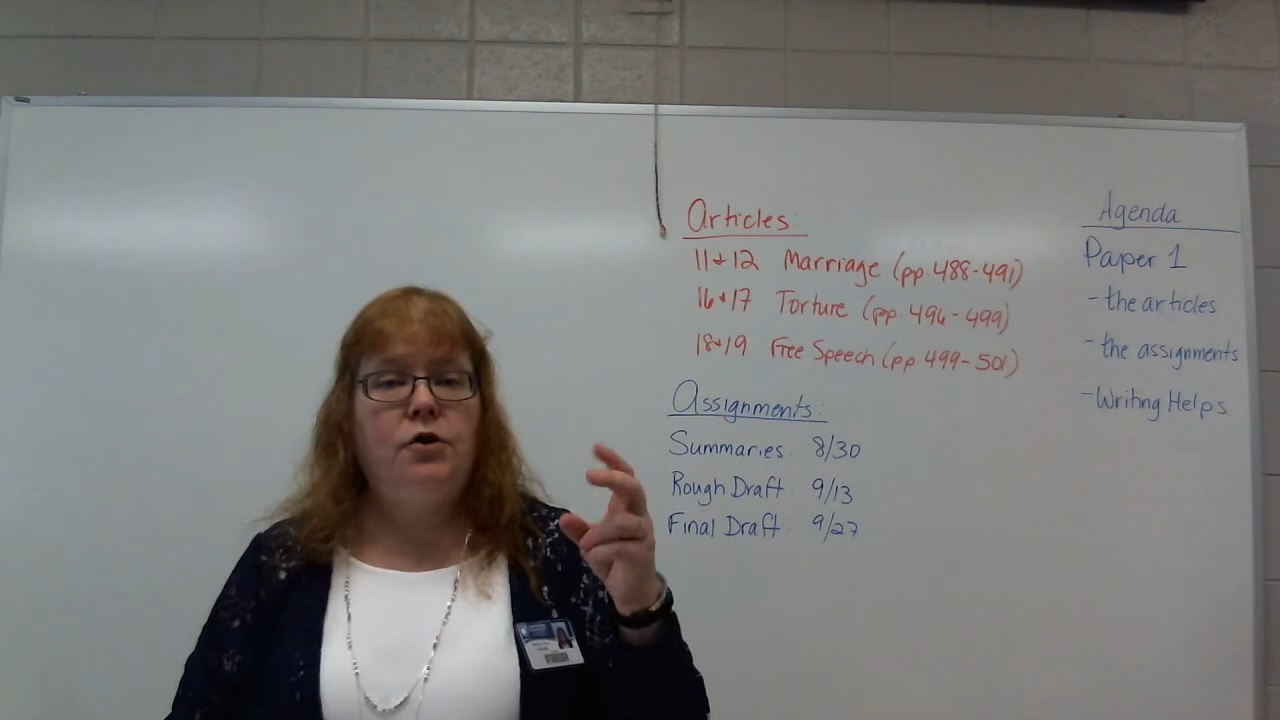 Articles:
11+12 Marriage (pp. 488-491)
16+17 Torture (pp. 496-499)
18+19 Free Speech (pp 499-501)
Assignments:
Summaries. 8/30
Rough Draft 9/13
Final Draft. 9/27
Agenda
Paper 1
- the articles
- the assignments
- Writing Helps